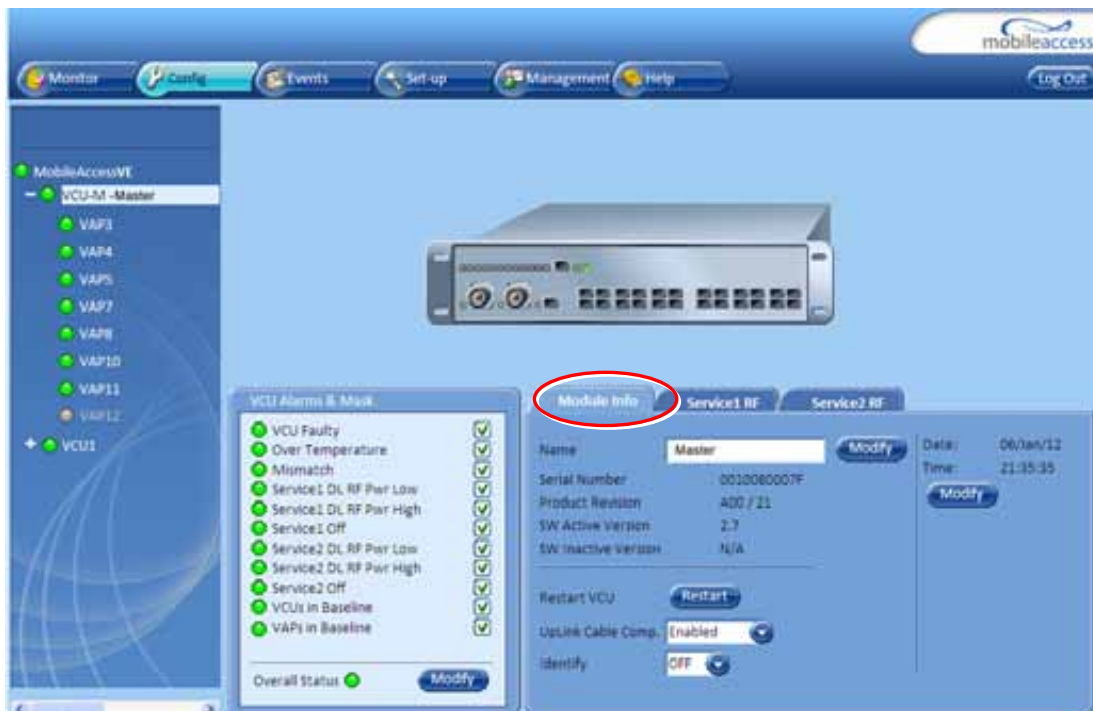 mobileaccess
Monitor Config Events Set-up Management Help Log Out
MobileAccessVE
VCU-M -Master
VAP3
VAP4
VAP5
VAP7
VAP8
VAP10
VAP11
VAP12
VCU1
VCU Alarms & Mask
VCU Faulty
Over Temperature
Mismatch
Service1 DL RF Pwr Low
Service1 DL RF Pwr High
Service1 Off
Service2 DL RF Pwr Low
Service2 DL RF Pwr High
Service2 Off
VCUs in Baseline
VAPs in Baseline
Overall Status Modify
Module Info Service1 RF Service2 RF
Name Master Modify
Serial Number 0010080007F
Product Revision A00 / 21
SW Active Version 2.7
SW Inactive Version N/A
Restart VCU Restart
UpLink Cable Comp. Enabled
Identify OFF
Date: 06/Jan/12
Time: 21:35:35
Modify